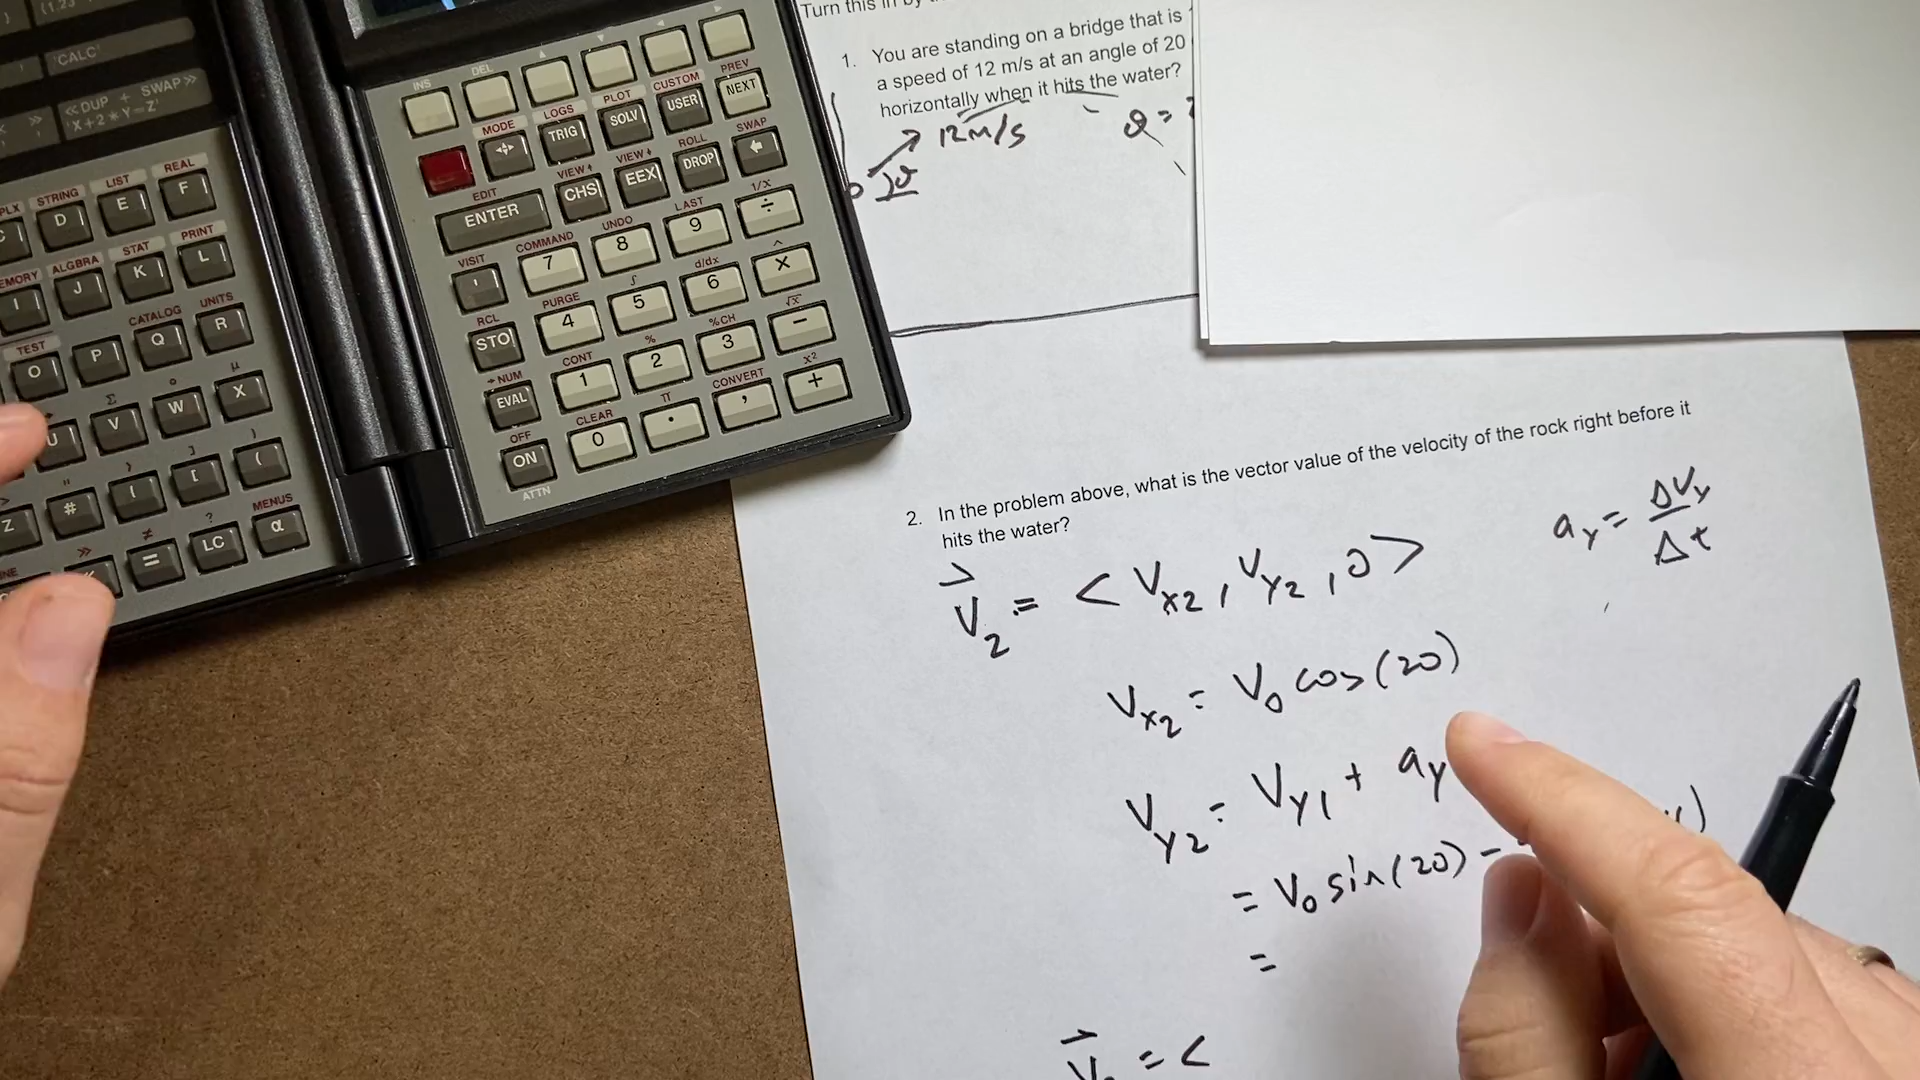 Turn this in by
1. You are standing on a bridge that is
a speed of 12 m/s at an angle of 20
horizontally when it hits the water?
12m/s
ϑ =
ϑ
2. In the problem above, what is the vector value of the velocity of the rock right before it
hits the water?
a_y = Δv_y / Δt
v⃗_2 = < v_x2, v_y2, 0 >
v_x2 = v_0 cos(20)
v_y2 = v_y1 + a_y
= v_0 sin(20) -
=
= <
'CALC'
≪DUP + SWAP≫
'X+2*Y=Z'
INS DEL ▲ ▼ ◄ ►
MODE LOGS PLOT CUSTOM PREV
TRIG SOLV USER NEXT
EDIT VIEW↑ VIEW↓ ROLL SWAP
ENTER CHS EEX DROP
VISIT COMMAND UNDO LAST 1/x
' 7 8 9 ÷
RCL PURGE ∫ d/dx ^
STO 4 5 6 ×
→NUM CONT % %CH √x
EVAL 1 2 3 −
OFF CLEAR π CONVERT x²
ON 0 . , +
ATTN
STRING LIST REAL
C D E F
MEMORY ALGBRA STAT PRINT
I J K L
TEST CATALOG UNITS
O P Q R
Σ ° μ
U V W X
" } ] )
Z # { [ (
≫ ≠ ? MENUS
= LC α